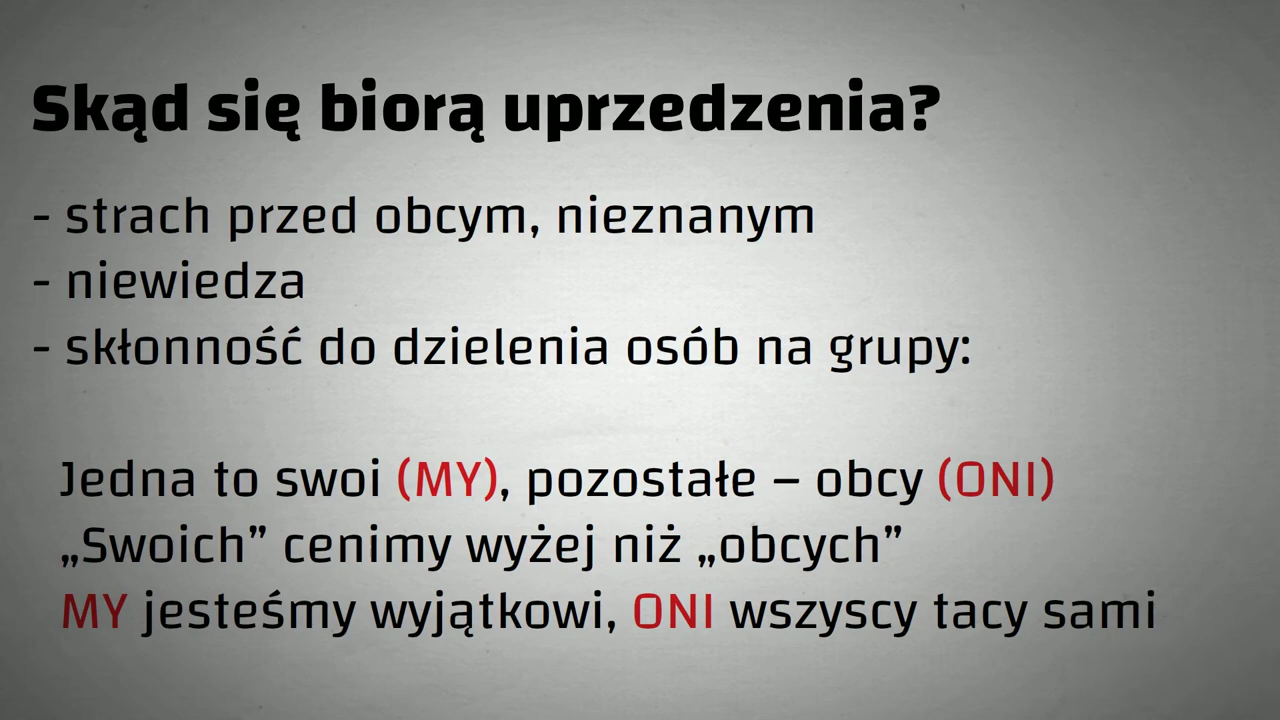 Skąd się biorą uprzedzenia?
- strach przed obcym, nieznanym
- niewiedza
- skłonność do dzielenia osób na grupy:
Jedna to swoi (MY), pozostałe – obcy (ONI)
„Swoich” cenimy wyżej niż „obcych”
MY jesteśmy wyjątkowi, ONI wszyscy tacy sami